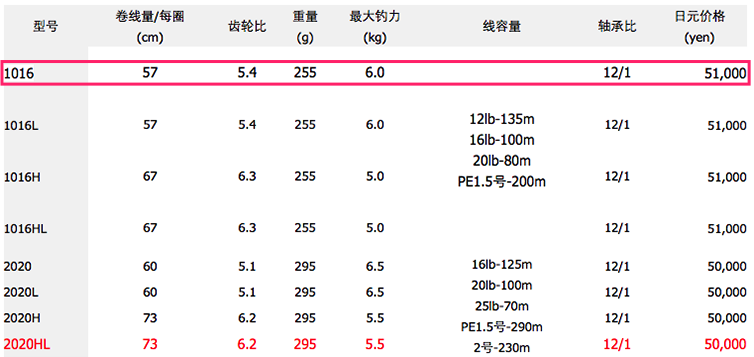 型号 卷线量/每圈 (cm) 齿轮比 重量 (g) 最大钓力 (kg) 线容量 轴承比 日元价格 (yen)
1016 57 5.4 255 6.0 12/1 51,000
1016L 57 5.4 255 6.0 12lb-135m 12/1 51,000
16lb-100m
20lb-80m
1016H 67 6.3 255 5.0 PE1.5号-200m 12/1 51,000
1016HL 67 6.3 255 5.0 12/1 51,000
2020 60 5.1 295 6.5 16lb-125m 12/1 50,000
2020L 60 5.1 295 6.5 20lb-100m 12/1 50,000
25lb-70m
2020H 73 6.2 295 5.5 PE1.5号-290m 12/1 50,000
2020HL 73 6.2 295 5.5 2号-230m 12/1 50,000